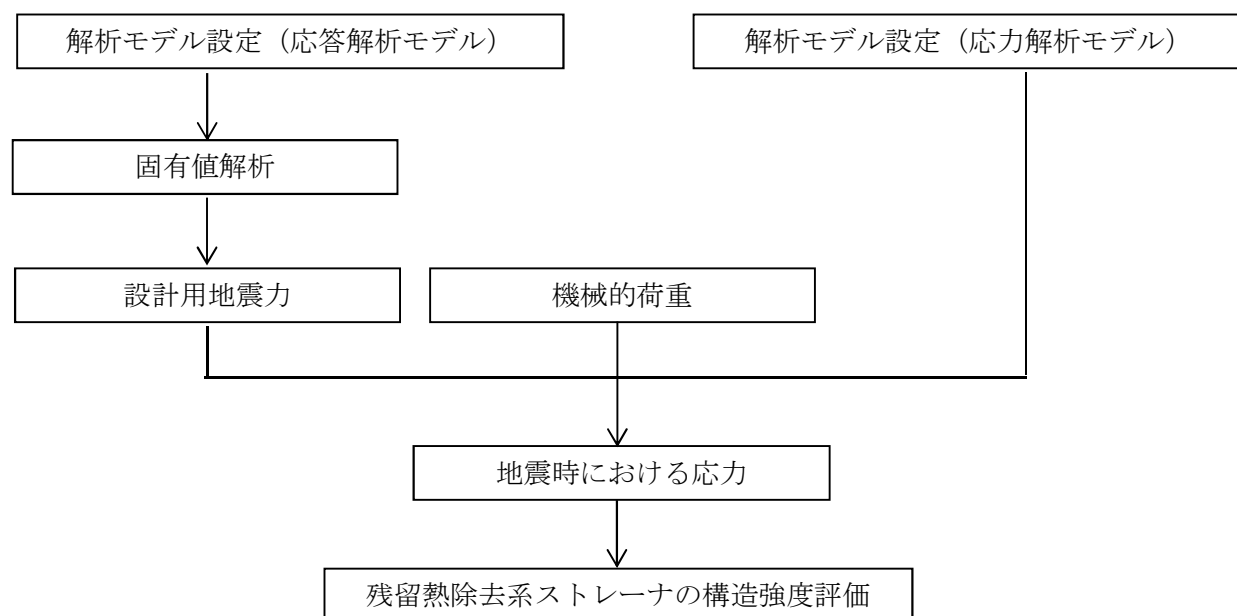 解析モデル設定（応答解析モデル）
解析モデル設定（応力解析モデル）
固有値解析
設計用地震力
機械的荷重
地震時における応力
残留熱除去系ストレーナの構造強度評価